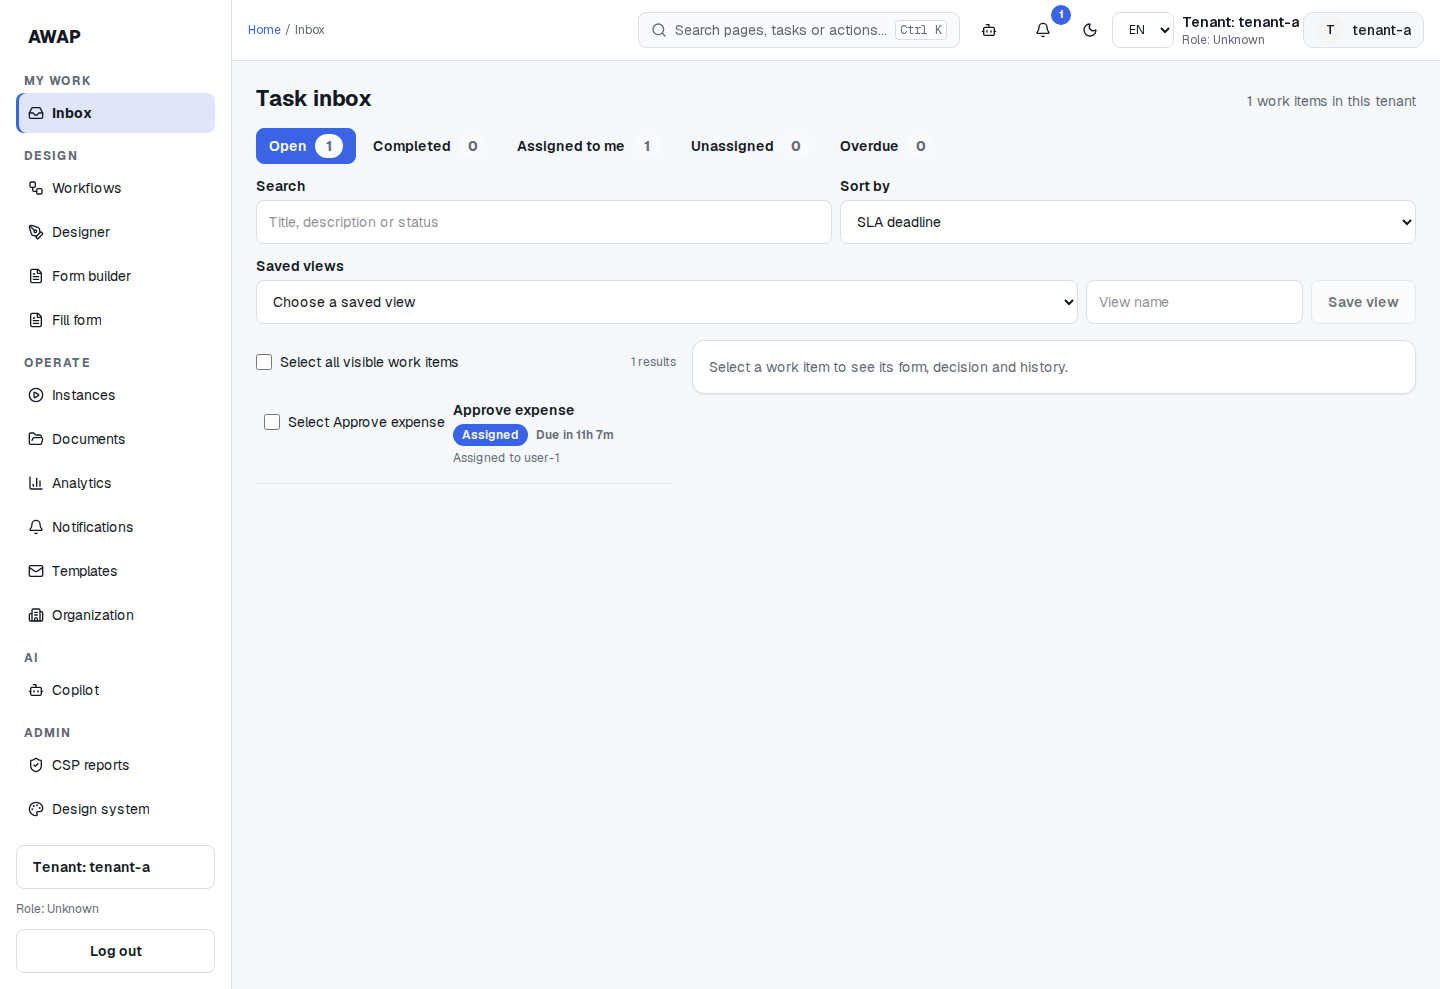 AWAP
MY WORK
Inbox
DESIGN
Workflows
Designer
Form builder
Fill form
OPERATE
Instances
Documents
Analytics
Notifications
Templates
Organization
AI
Copilot
ADMIN
CSP reports
Design system
Tenant: tenant-a
Role: Unknown
Log out
Home / Inbox
Search pages, tasks or actions... Ctrl K
1
EN
Tenant: tenant-a
Role: Unknown
T tenant-a
Task inbox
1 work items in this tenant
Open 1 Completed 0 Assigned to me 1 Unassigned 0 Overdue 0
Search
Title, description or status
Sort by
SLA deadline
Saved views
Choose a saved view
View name
Save view
Select all visible work items
1 results
Select Approve expense
Approve expense
Assigned Due in 11h 7m
Assigned to user-1
Select a work item to see its form, decision and history.